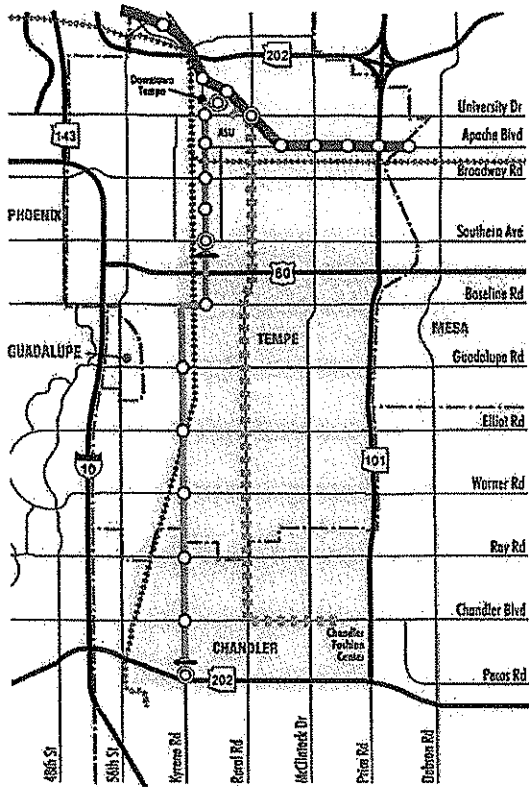 202
Downtown
Tempe
ASU
University Dr
Apache Blvd
143
Broadway Rd
PHOENIX
Southern Ave
60
Baseline Rd
TEMPE
MESA
GUADALUPE
Guadalupe Rd
Elliot Rd
10
101
Warner Rd
Ray Rd
Chandler Blvd
CHANDLER
Chandler
Fashion
Center
202
Pecos Rd
48th St
56th St
Kyrene Rd
Rural Rd
McClintock Dr
Price Rd
Dobson Rd